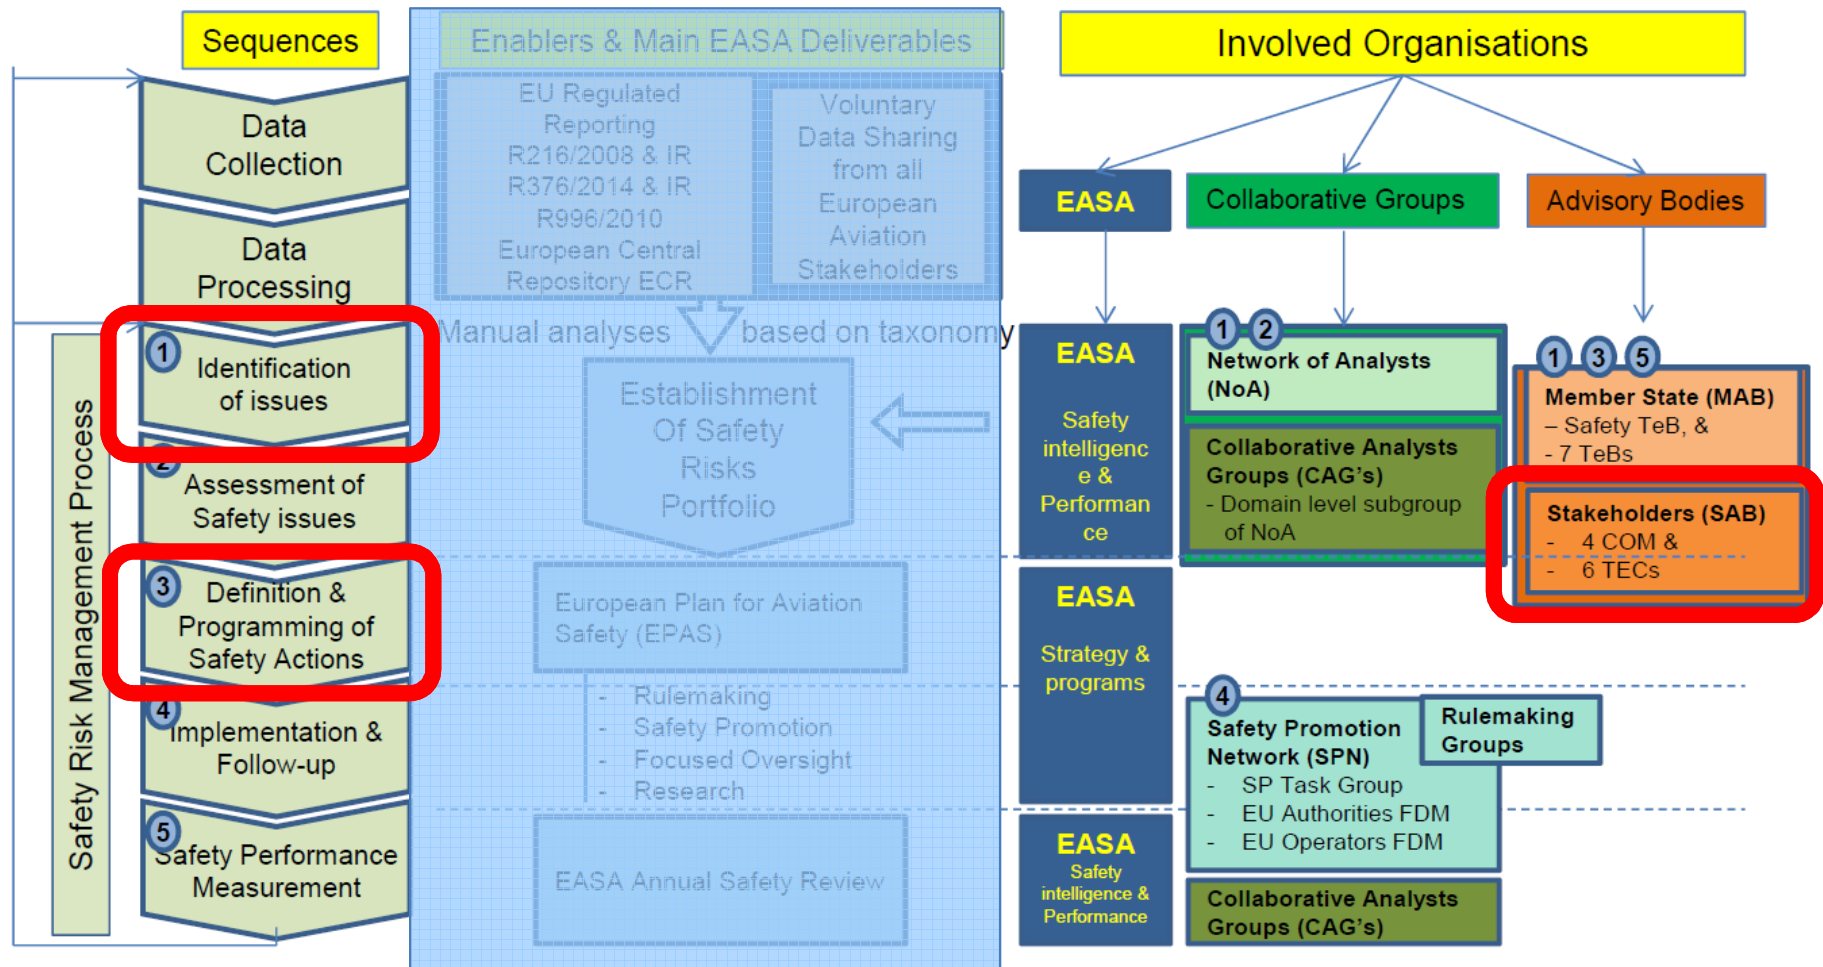 Sequences
Enablers & Main EASA Deliverables
Involved Organisations
Data
Collection
Data
Processing
Safety Risk Management Process
1
Identification
of issues
2
Assessment of
Safety issues
3
Definition &
Programming of
Safety Actions
4
Implementation &
Follow-up
5
Safety Performance
Measurement
EU Regulated
Reporting
R216/2008 & IR
R376/2014 & IR
R996/2010
European Central
Repository ECR
Voluntary
Data Sharing
from all
European
Aviation
Stakeholders
Manual analyses based on taxonomy
Establishment
Of Safety
Risks
Portfolio
European Plan for Aviation
Safety (EPAS)
- Rulemaking
- Safety Promotion
- Focused Oversight
- Research
EASA Annual Safety Review
EASA
Collaborative Groups
Advisory Bodies
EASA
Safety
intelligenc
e &
Performan
ce
EASA
Strategy &
programs
EASA
Safety
intelligence &
Performance
1 2
Network of Analysts
(NoA)
Collaborative Analysts
Groups (CAG's)
- Domain level subgroup
of NoA
1 3 5
Member State (MAB)
– Safety TeB, &
- 7 TeBs
Stakeholders (SAB)
- 4 COM &
- 6 TECs
4
Safety Promotion
Network (SPN)
- SP Task Group
- EU Authorities FDM
- EU Operators FDM
Rulemaking
Groups
Collaborative Analysts
Groups (CAG's)